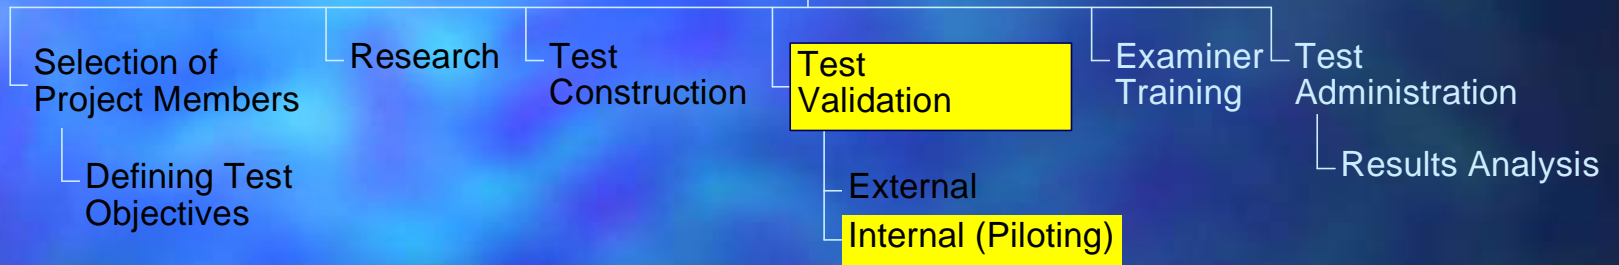 Selection of
Project Members
Defining Test
Objectives
Research
Test
Construction
Test
Validation
External
Internal (Piloting)
Examiner
Training
Test
Administration
Results Analysis